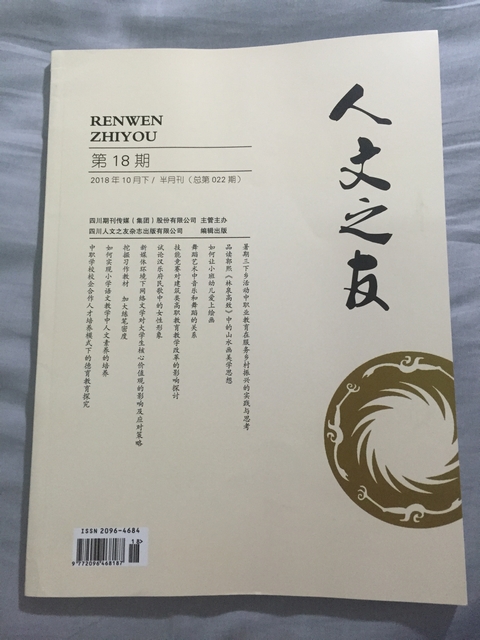 RENWEN
ZHIYOU
第18期
2018 年 10 月下 / 半月刊（总第 022 期）
四川期刊传媒（集团）股份有限公司 主管主办
四川人文之友杂志出版有限公司 编辑出版
人文之友
暑期三下乡活动中职业教育在服务乡村振兴的实践与思考
品读郭熙《林泉高致》中的山水画美学思想
如何让小班幼儿爱上绘画
舞蹈艺术中音乐和舞蹈的关系
技能竞赛对建筑类高职教育教学改革的影响探讨
试论汉乐府民歌中的女性形象
新媒体环境下网络文学对大学生核心价值观的影响及应对策略
挖掘习作教材 加大练笔密度
如何实现小学语文教学中人文素养的培养
中职学校校企合作人才培养模式下的德育教育探究
ISSN 2096-4684
18>
9 772096 468187